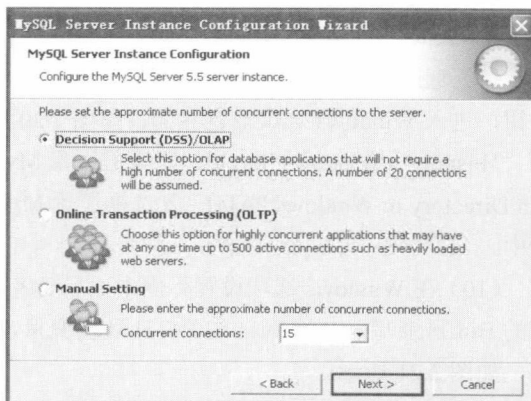 MySQL Server Instance Configuration Wizard
MySQL Server Instance Configuration
Configure the MySQL Server 5.5 server instance.
Please set the approximate number of concurrent connections to the server.
Decision Support (DSS)/OLAP
Select this option for database applications that will not require a
high number of concurrent connections. A number of 20 connections
will be assumed.
Online Transaction Processing (OLTP)
Choose this option for highly concurrent applications that may have
at any one time up to 500 active connections such as heavily loaded
web servers.
Manual Setting
Please enter the approximate number of concurrent connections.
Concurrent connections: 15
< Back Next > Cancel